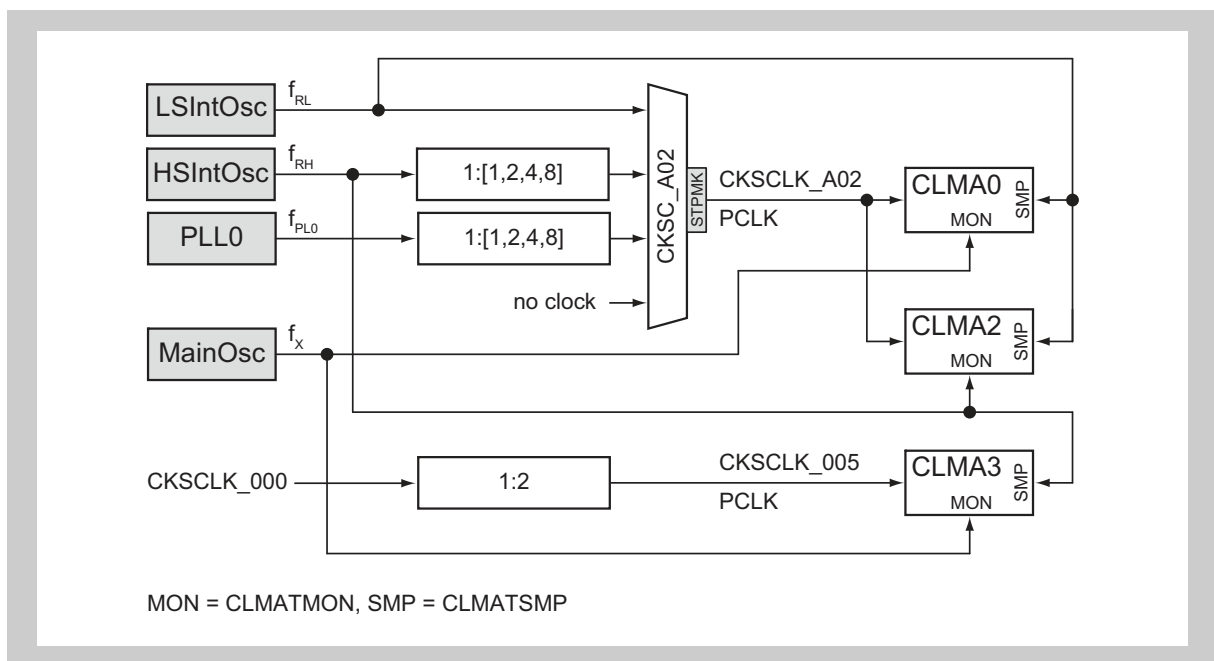 LSIntOsc
fRL
HSIntOsc
fRH
1:[1,2,4,8]
PLL0
fPL0
1:[1,2,4,8]
no clock
CKSC_A02
STPMK
CKSCLK_A02
PCLK
CLMA0
MON
SMP
MainOsc
fX
CLMA2
MON
SMP
CKSCLK_000
1:2
CKSCLK_005
PCLK
CLMA3
MON
SMP
MON = CLMATMON, SMP = CLMATSMP